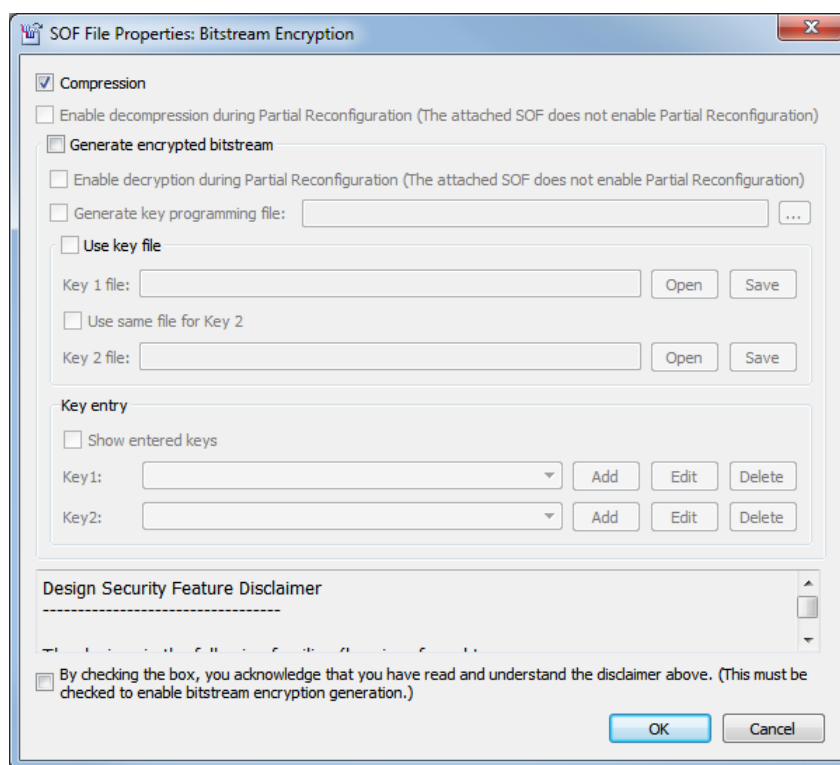 SOF File Properties: Bitstream Encryption
Compression
Enable decompression during Partial Reconfiguration (The attached SOF does not enable Partial Reconfiguration)
Generate encrypted bitstream
Enable decryption during Partial Reconfiguration (The attached SOF does not enable Partial Reconfiguration)
Generate key programming file: ...
Use key file
Key 1 file: Open Save
Use same file for Key 2
Key 2 file: Open Save
Key entry
Show entered keys
Key1: Add Edit Delete
Key2: Add Edit Delete
Design Security Feature Disclaimer
----------------------------------
By checking the box, you acknowledge that you have read and understand the disclaimer above. (This must be
checked to enable bitstream encryption generation.)
OK Cancel